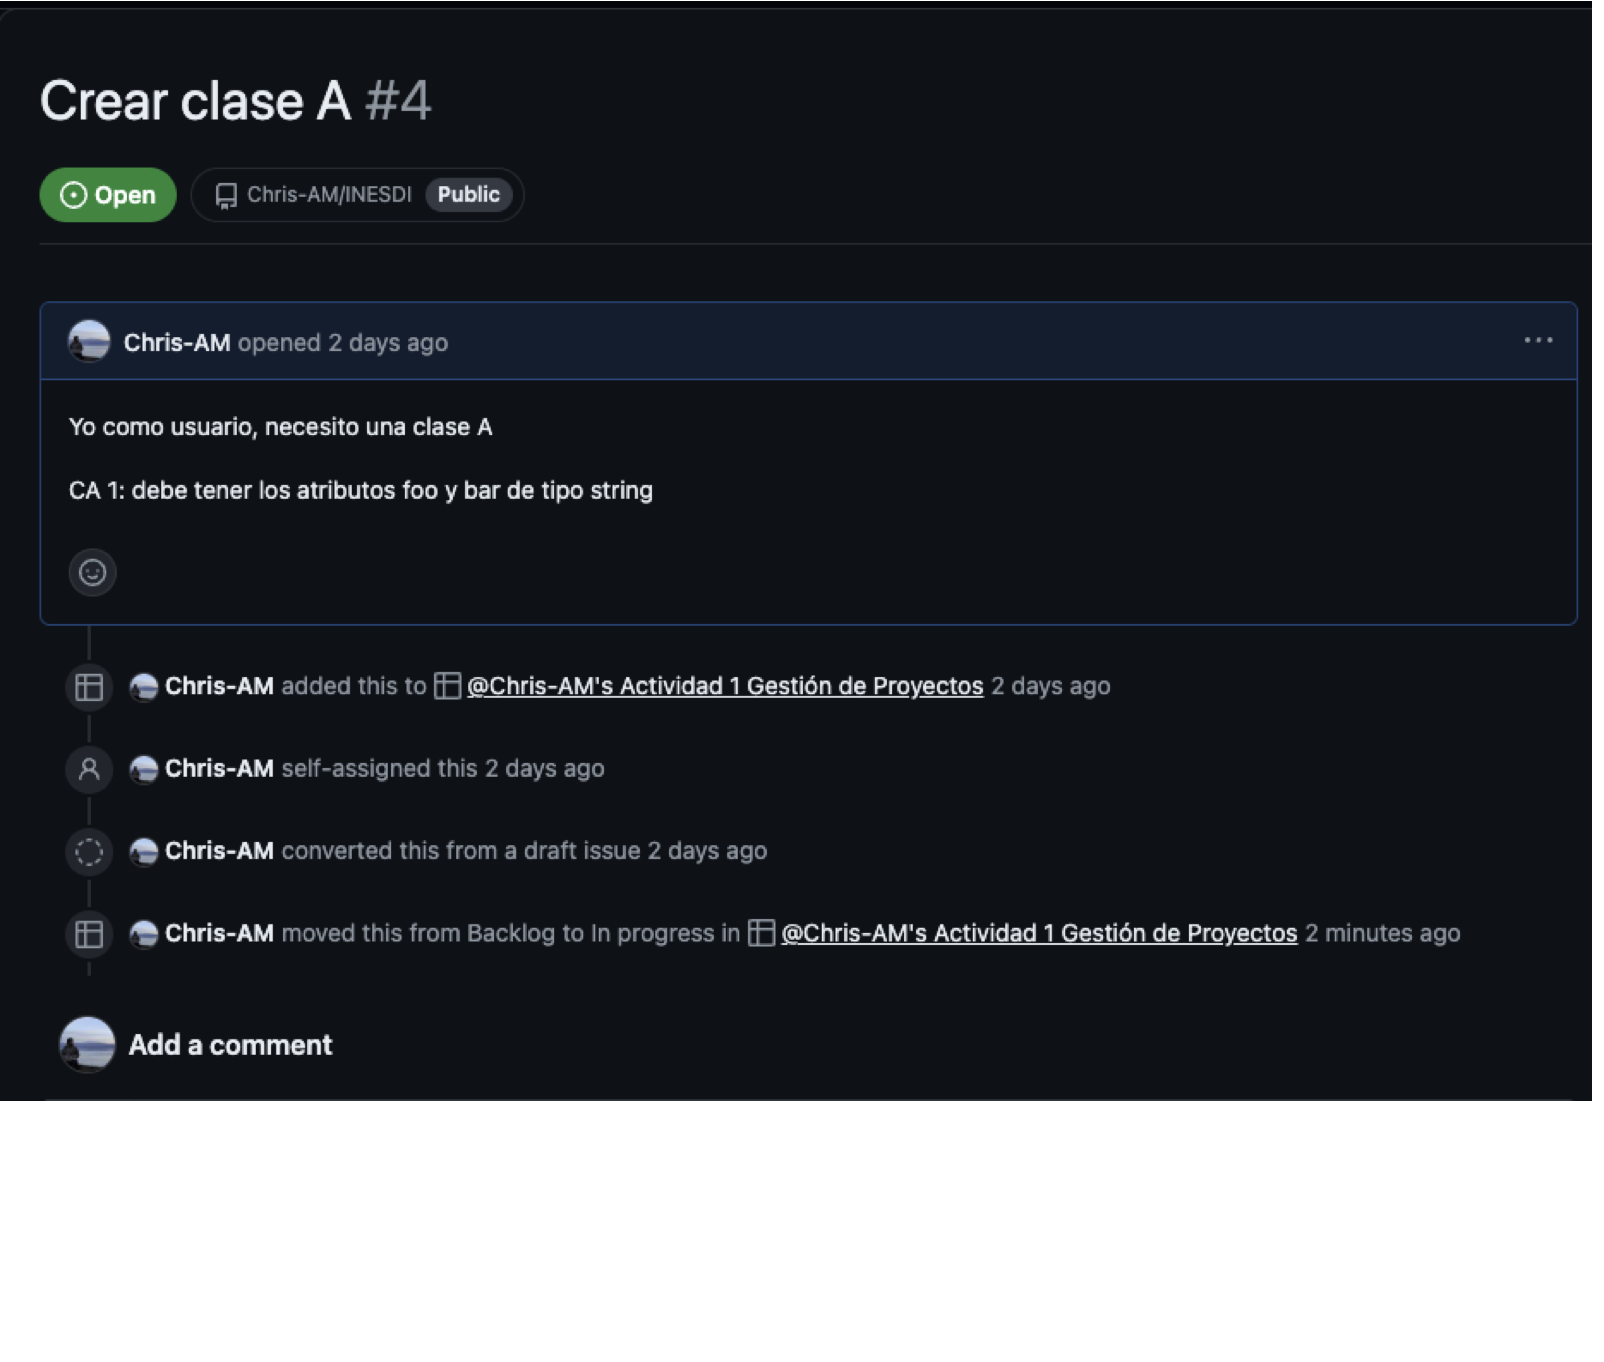 Crear clase A #4
Open Chris-AM/INESDI Public
Chris-AM opened 2 days ago
Yo como usuario, necesito una clase A
CA 1: debe tener los atributos foo y bar de tipo string
Chris-AM added this to @Chris-AM's Actividad 1 Gestión de Proyectos 2 days ago
Chris-AM self-assigned this 2 days ago
Chris-AM converted this from a draft issue 2 days ago
Chris-AM moved this from Backlog to In progress in @Chris-AM's Actividad 1 Gestión de Proyectos 2 minutes ago
Add a comment